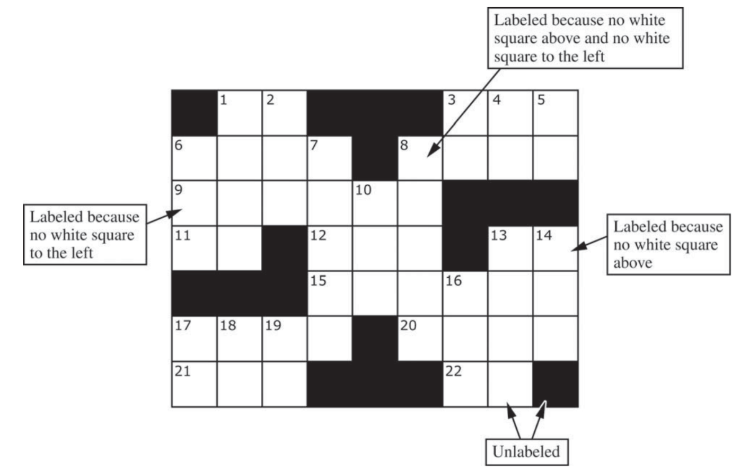 Labeled because no white
square above and no white
square to the left
1 2 3 4 5
6 7 8
9 10
Labeled because
no white square
to the left
11 12 13 14
Labeled because
no white square
above
15 16
17 18 19 20
21 22
Unlabeled